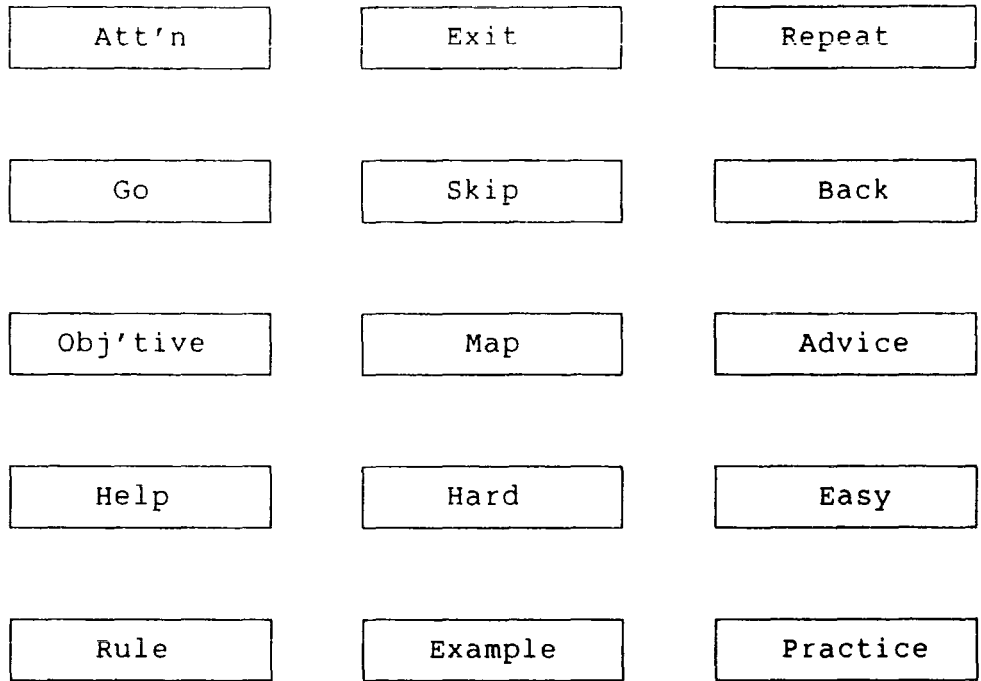 Att'n Exit Repeat
Go Skip Back
Obj'tive Map Advice
Help Hard Easy
Rule Example Practice